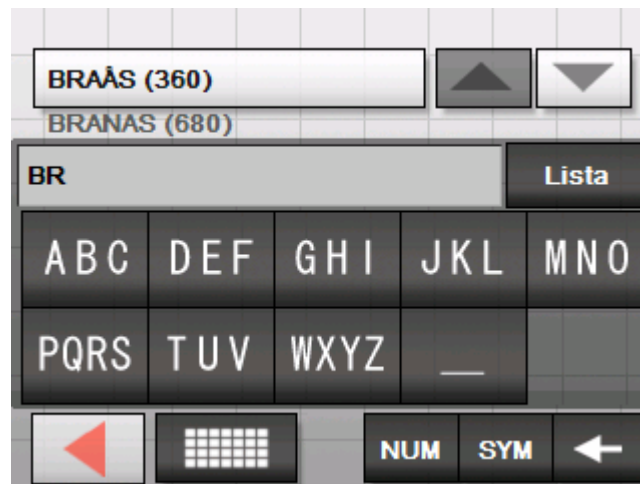 BRAÅS (360)
BRANAS (680)
BR Lista
ABC DEF GHI JKL MNO
PQRS TUV WXYZ _
NUM SYM